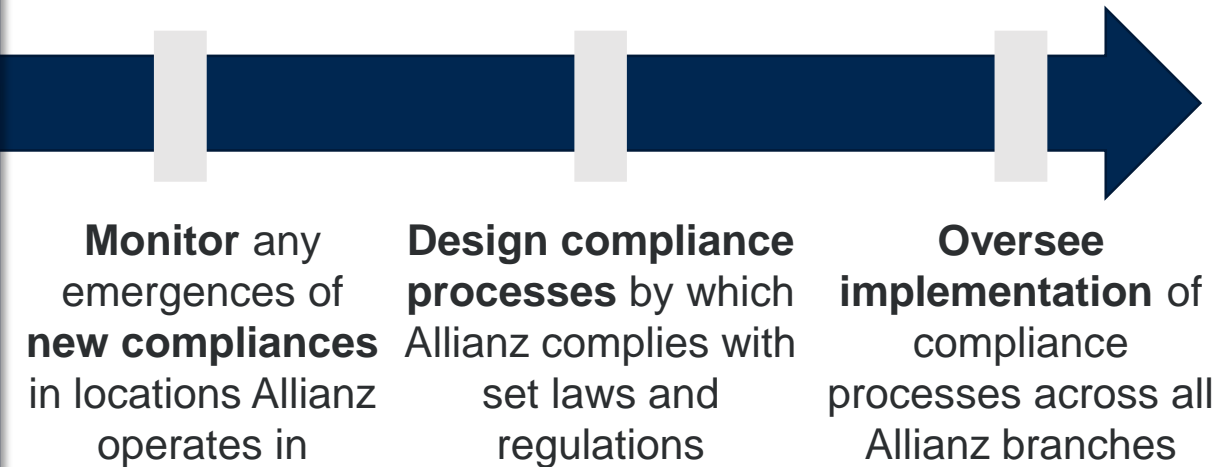 Monitor any
emergences of
new compliances
in locations Allianz
operates in
Design compliance
processes by which
Allianz complies with
set laws and
regulations
Oversee
implementation of
compliance
processes across all
Allianz branches